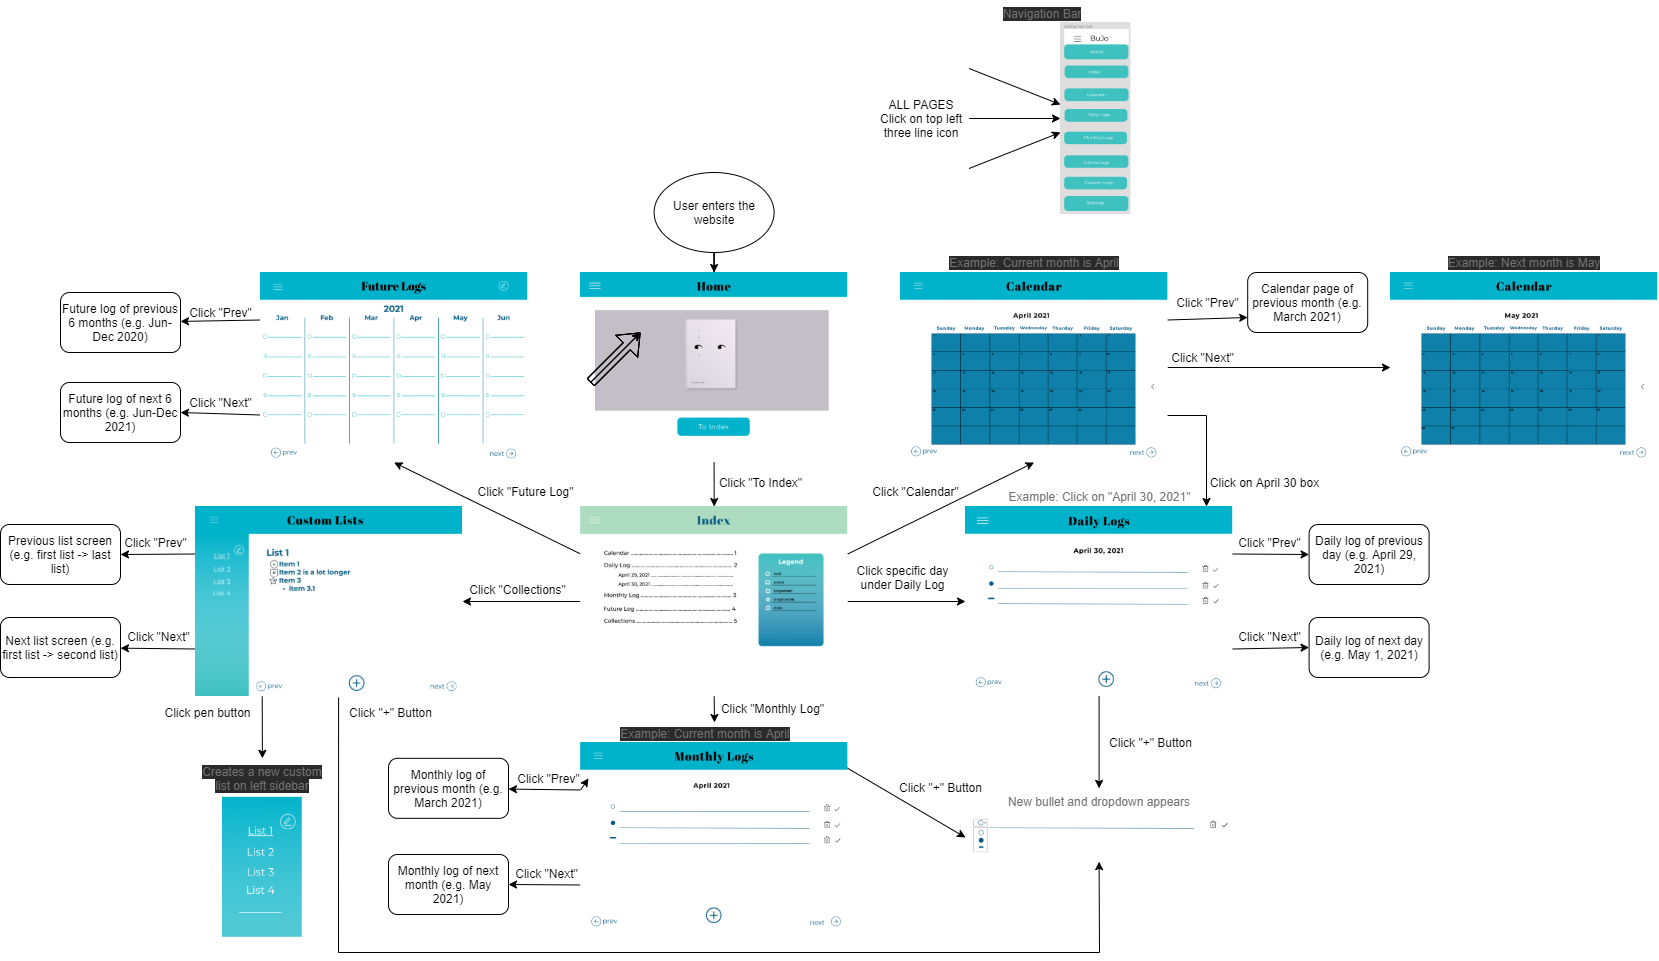 Navigation Bar
BuJo
Home
Index
Calendar
Daily Logs
Monthly Logs
Future Logs
Custom Logs
Settings
ALL PAGES
Click on top left
three line icon
User enters the
website
Future Logs
2021
Jan Feb Mar Apr May Jun
prev
next
Click "Prev"
Future log of previous
6 months (e.g. Jun-
Dec 2020)
Click "Next"
Future log of next 6
months (e.g. Jun-Dec
2021)
Home
To Index
Example: Current month is April
Calendar
April 2021
Sunday Monday Tuesday Wednesday Thursday Friday Saturday
prev
next
Click "Prev"
Calendar page of
previous month (e.g.
March 2021)
Click "Next"
Example: Next month is May
Calendar
May 2021
Sunday Monday Tuesday Wednesday Thursday Friday Saturday
prev
next
Click "Future Log"
Click "To Index"
Click "Calendar"
Click on April 30 box
Example: Click on "April 30, 2021"
Custom Lists
List 1
List 2
List 3
List 4
List 1
Item 1
Item 2 is a lot longer
Item 3
Item 3.1
prev
next
Click "Prev"
Previous list screen
(e.g. first list -> last
list)
Click "Next"
Next list screen (e.g.
first list -> second list)
Click "Collections"
Index
Calendar 1
Daily Log 2
April 29, 2021
April 30, 2021
Monthly Log 3
Future Log 4
Collections 5
Legend
Click specific day
under Daily Log
Daily Logs
April 30, 2021
prev
next
Click "Prev"
Daily log of previous
day (e.g. April 29,
2021)
Click "Next"
Daily log of next day
(e.g. May 1, 2021)
Click pen button
Click "+" Button
Click "Monthly Log"
Click "+" Button
Creates a new custom
list on left sidebar
List 1
List 2
List 3
List 4
Example: Current month is April
Monthly Logs
April 2021
prev
next
Click "Prev"
Monthly log of
previous month (e.g.
March 2021)
Click "Next"
Monthly log of next
month (e.g. May
2021)
Click "+" Button
New bullet and dropdown appears